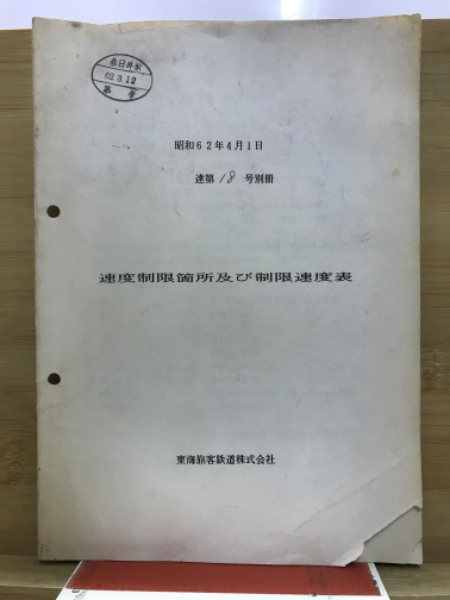 春日井駅
62.3.12
昭和62年4月1日
達第18号別冊
速度制限箇所及び制限速度表
東海旅客鉄道株式会社